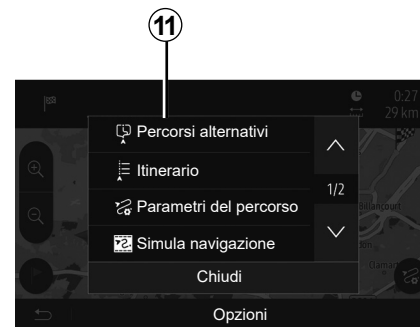 11
0:27
29 km
Percorsi alternativi
Itinerario
1/2
Parametri del percorso
Simula navigazione
Chiudi
Opzioni